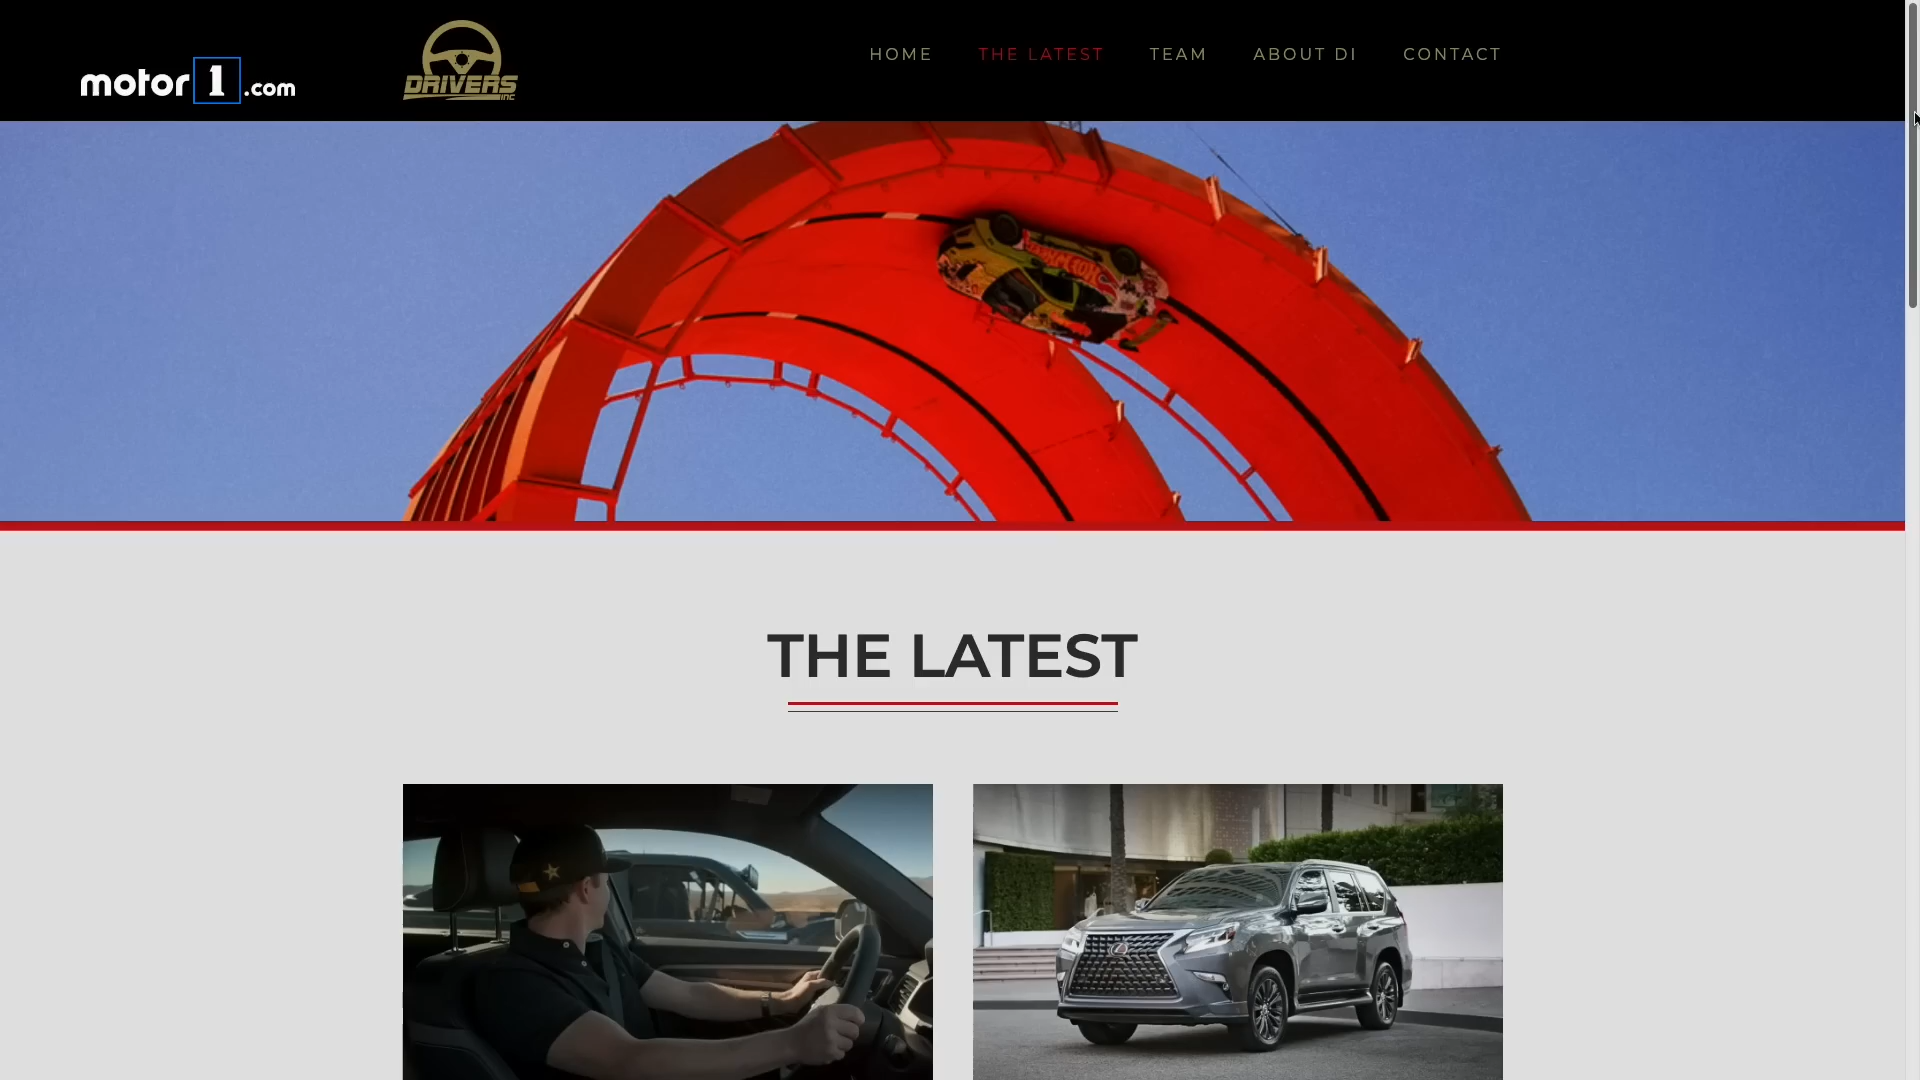 motor1.com
DRIVERS
INC
HOME
THE LATEST
TEAM
ABOUT DI
CONTACT
THE LATEST